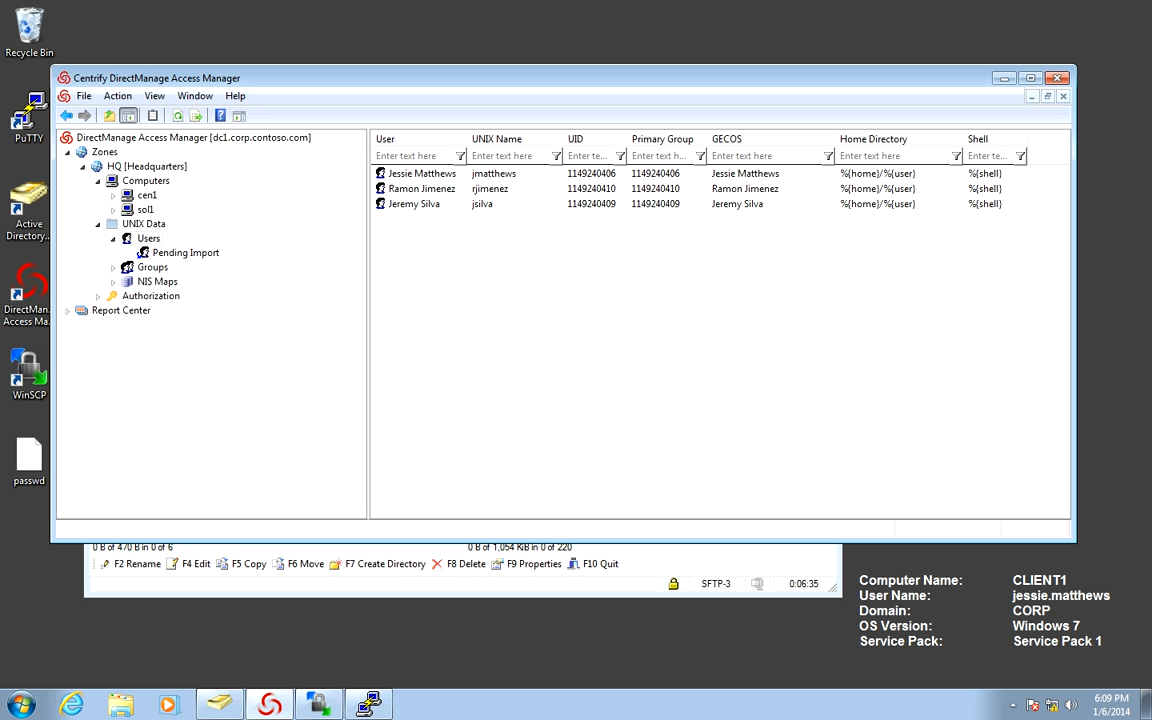 Recycle Bin
PuTTY
Active
Directory...
DirectMan...
Access Ma...
WinSCP
passwd
Centrify DirectManage Access Manager
File Action View Window Help
DirectManage Access Manager [dc1.corp.contoso.com]
Zones
HQ [Headquarters]
Computers
cen1
sol1
UNIX Data
Users
Pending Import
Groups
NIS Maps
Authorization
Report Center
User UNIX Name UID Primary Group GECOS Home Directory Shell
Enter text here Enter text here Enter te... Enter text h... Enter text here Enter text here Enter te...
Jessie Matthews jmatthews 1149240406 1149240406 Jessie Matthews %{home}/%{user} %{shell}
Ramon Jimenez rjimenez 1149240410 1149240410 Ramon Jimenez %{home}/%{user} %{shell}
Jeremy Silva jsilva 1149240409 1149240409 Jeremy Silva %{home}/%{user} %{shell}
0 B of 470 B in 0 of 6 0 B of 1,054 KiB in 0 of 220
F2 Rename F4 Edit F5 Copy F6 Move F7 Create Directory F8 Delete F9 Properties F10 Quit
SFTP-3 0:06:35
Computer Name: CLIENT1
User Name: jessie.matthews
Domain: CORP
OS Version: Windows 7
Service Pack: Service Pack 1
6:09 PM
1/6/2014